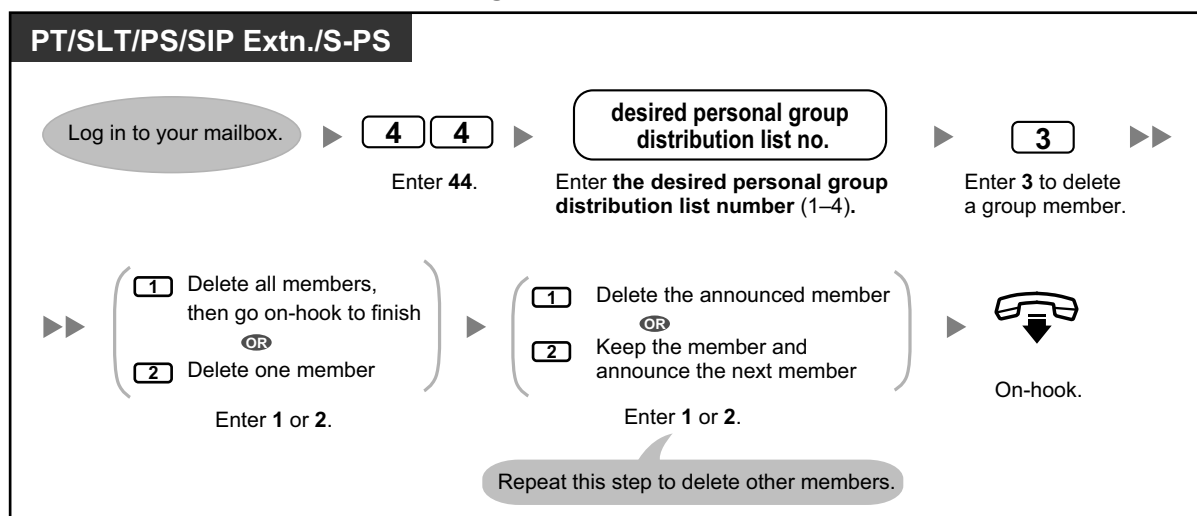 PT/SLT/PS/SIP Extn./S-PS
Log in to your mailbox.
4 4
desired personal group
distribution list no.
3
Enter 44.
Enter the desired personal group
distribution list number (1–4).
Enter 3 to delete
a group member.
1 Delete all members,
then go on-hook to finish
OR
2 Delete one member
Enter 1 or 2.
1 Delete the announced member
OR
2 Keep the member and
announce the next member
Enter 1 or 2.
On-hook.
Repeat this step to delete other members.